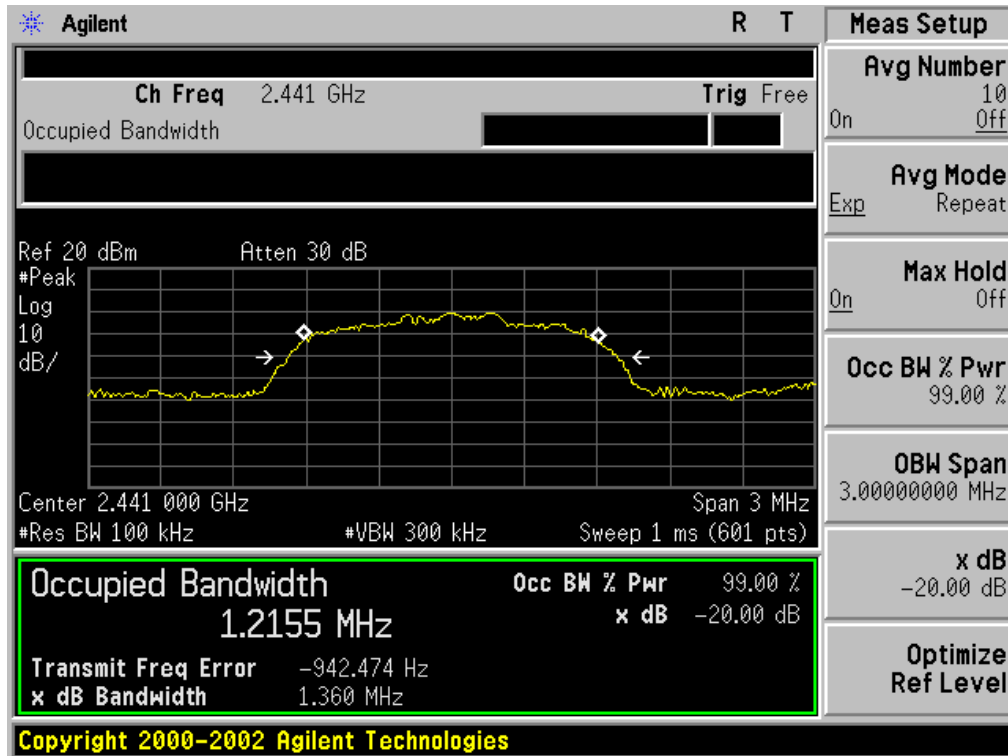 Agilent R T
Meas Setup
Ch Freq 2.441 GHz Trig Free
Occupied Bandwidth
Ref 20 dBm Atten 30 dB
#Peak
Log
10
dB/
Center 2.441 000 GHz Span 3 MHz
#Res BW 100 kHz #VBW 300 kHz Sweep 1 ms (601 pts)
Occupied Bandwidth
1.2155 MHz
Occ BW % Pwr 99.00 %
x dB -20.00 dB
Transmit Freq Error -942.474 Hz
x dB Bandwidth 1.360 MHz
Avg Number
10
On Off
Avg Mode
Exp Repeat
Max Hold
On Off
Occ BW % Pwr
99.00 %
OBW Span
3.00000000 MHz
x dB
-20.00 dB
Optimize
Ref Level
Copyright 2000-2002 Agilent Technologies